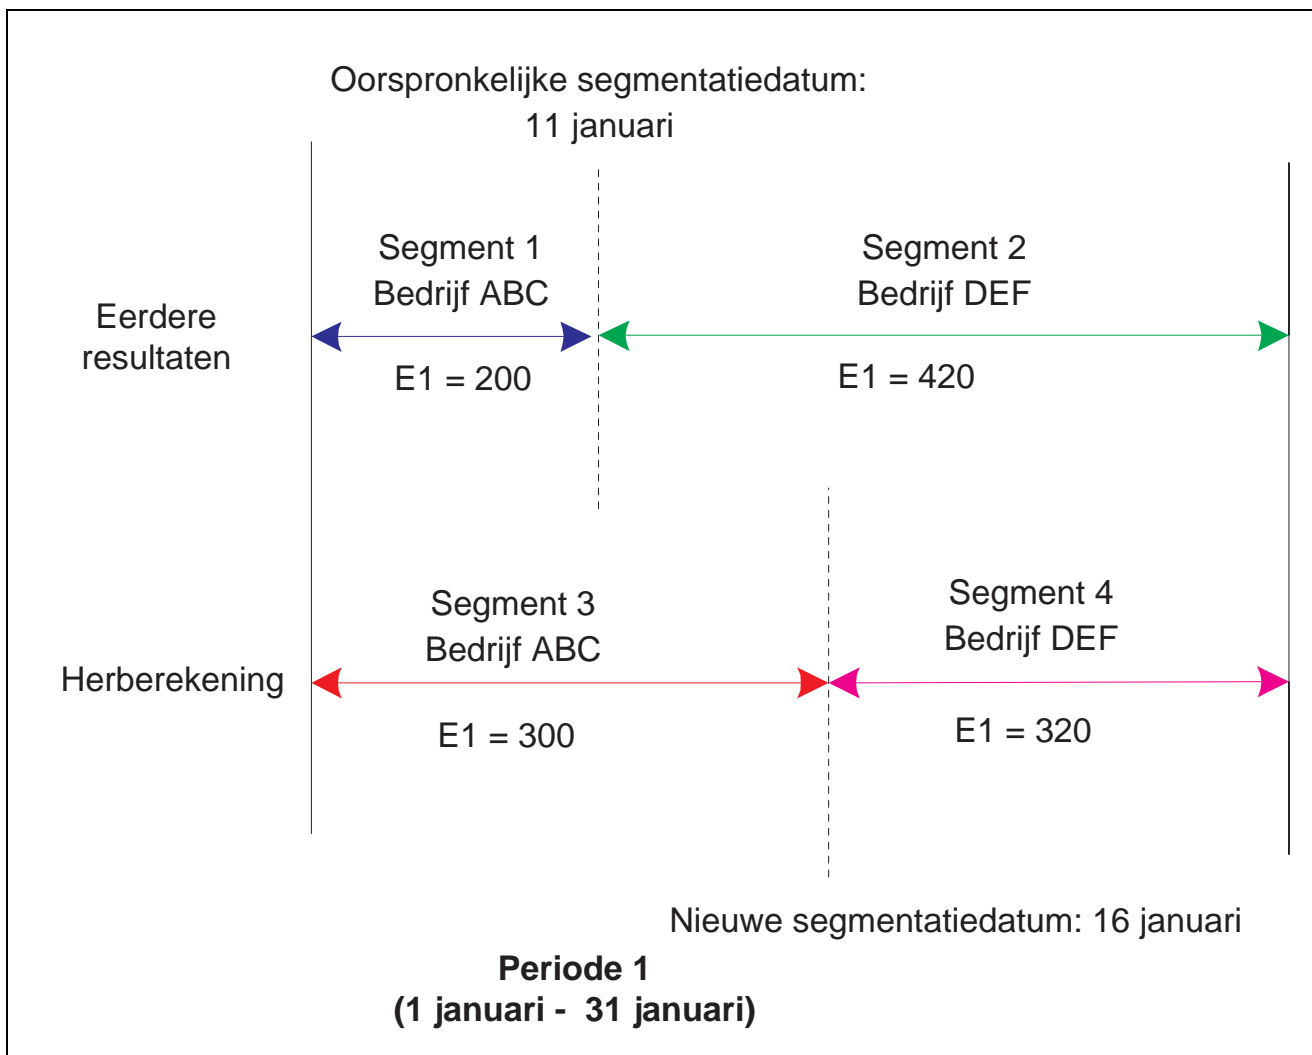 Oorspronkelijke segmentatiedatum:
11 januari
Segment 1
Bedrijf ABC
Segment 2
Bedrijf DEF
Eerdere
resultaten
E1 = 200
E1 = 420
Segment 3
Bedrijf ABC
Segment 4
Bedrijf DEF
Herberekening
E1 = 300
E1 = 320
Nieuwe segmentatiedatum: 16 januari
Periode 1
(1 januari - 31 januari)